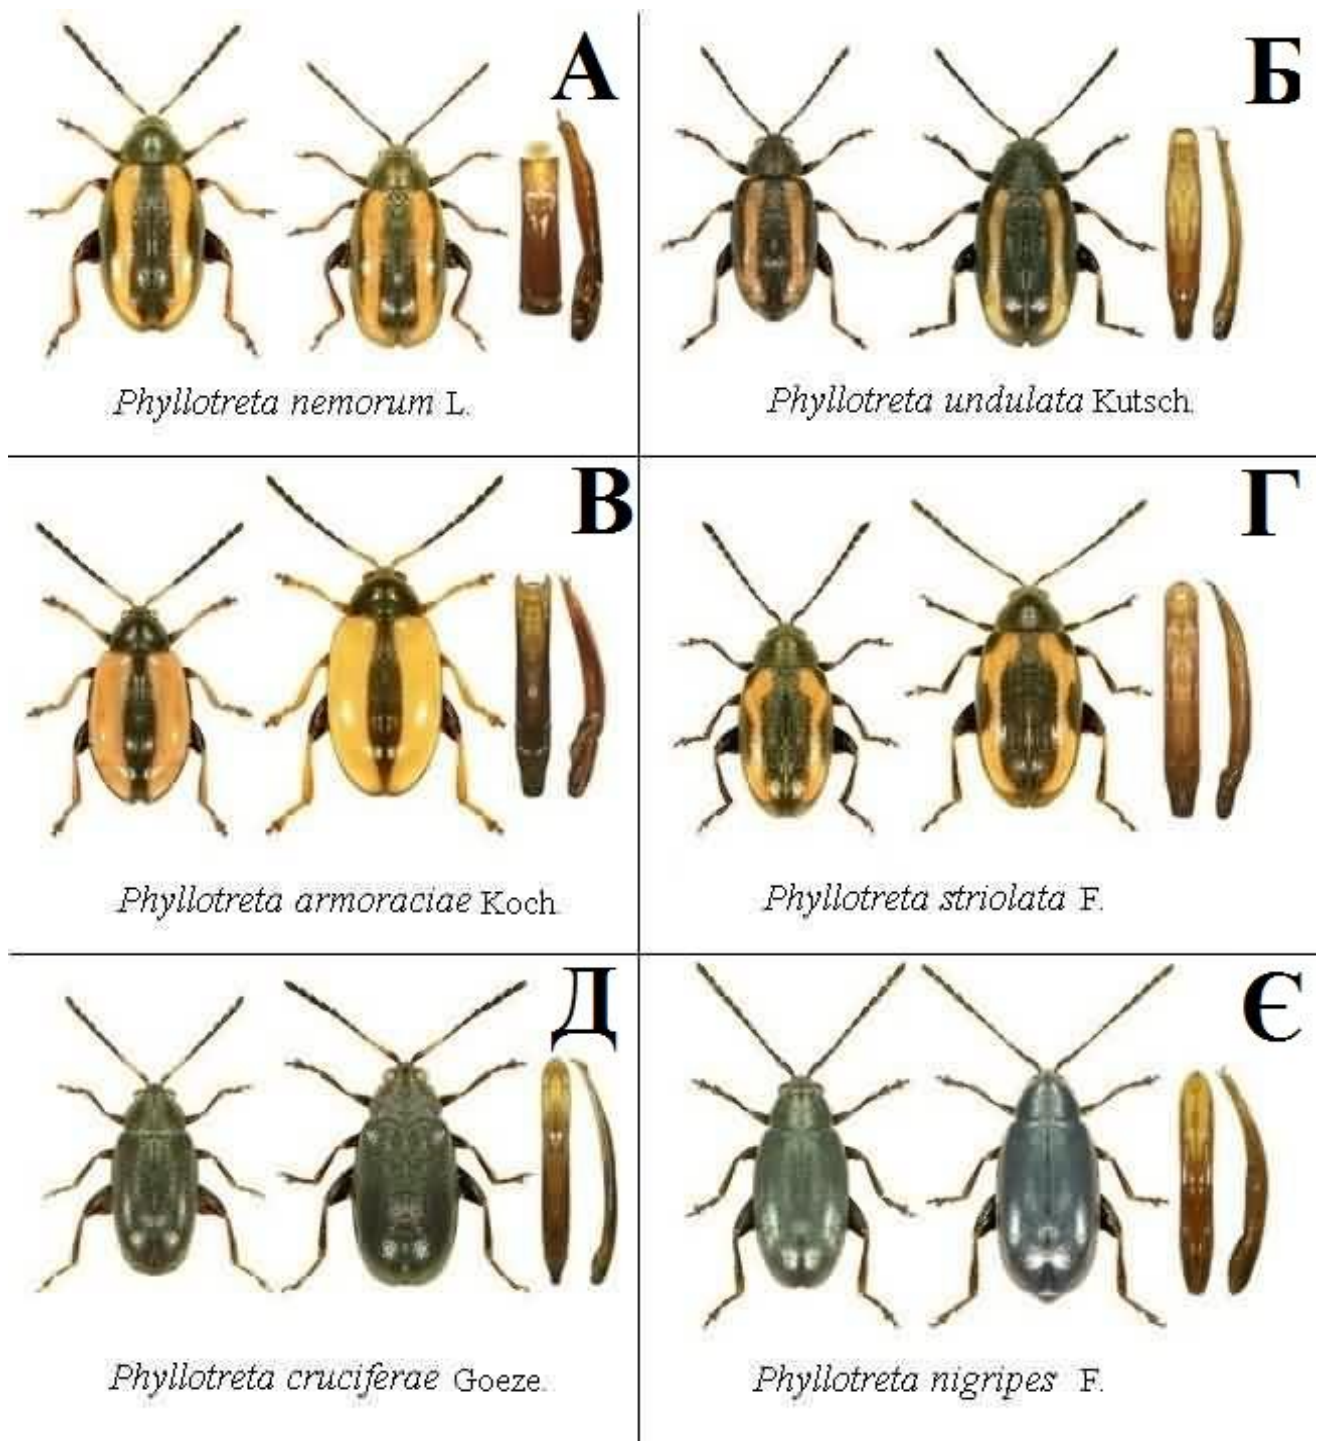 А
Б
Phyllotreta nemorum L.
Phyllotreta undulata Kutsch.
В
Г
Phyllotreta armoraciae Koch.
Phyllotreta striolata F.
Д
Є
Phyllotreta cruciferae Goeze.
Phyllotreta nigripes F.